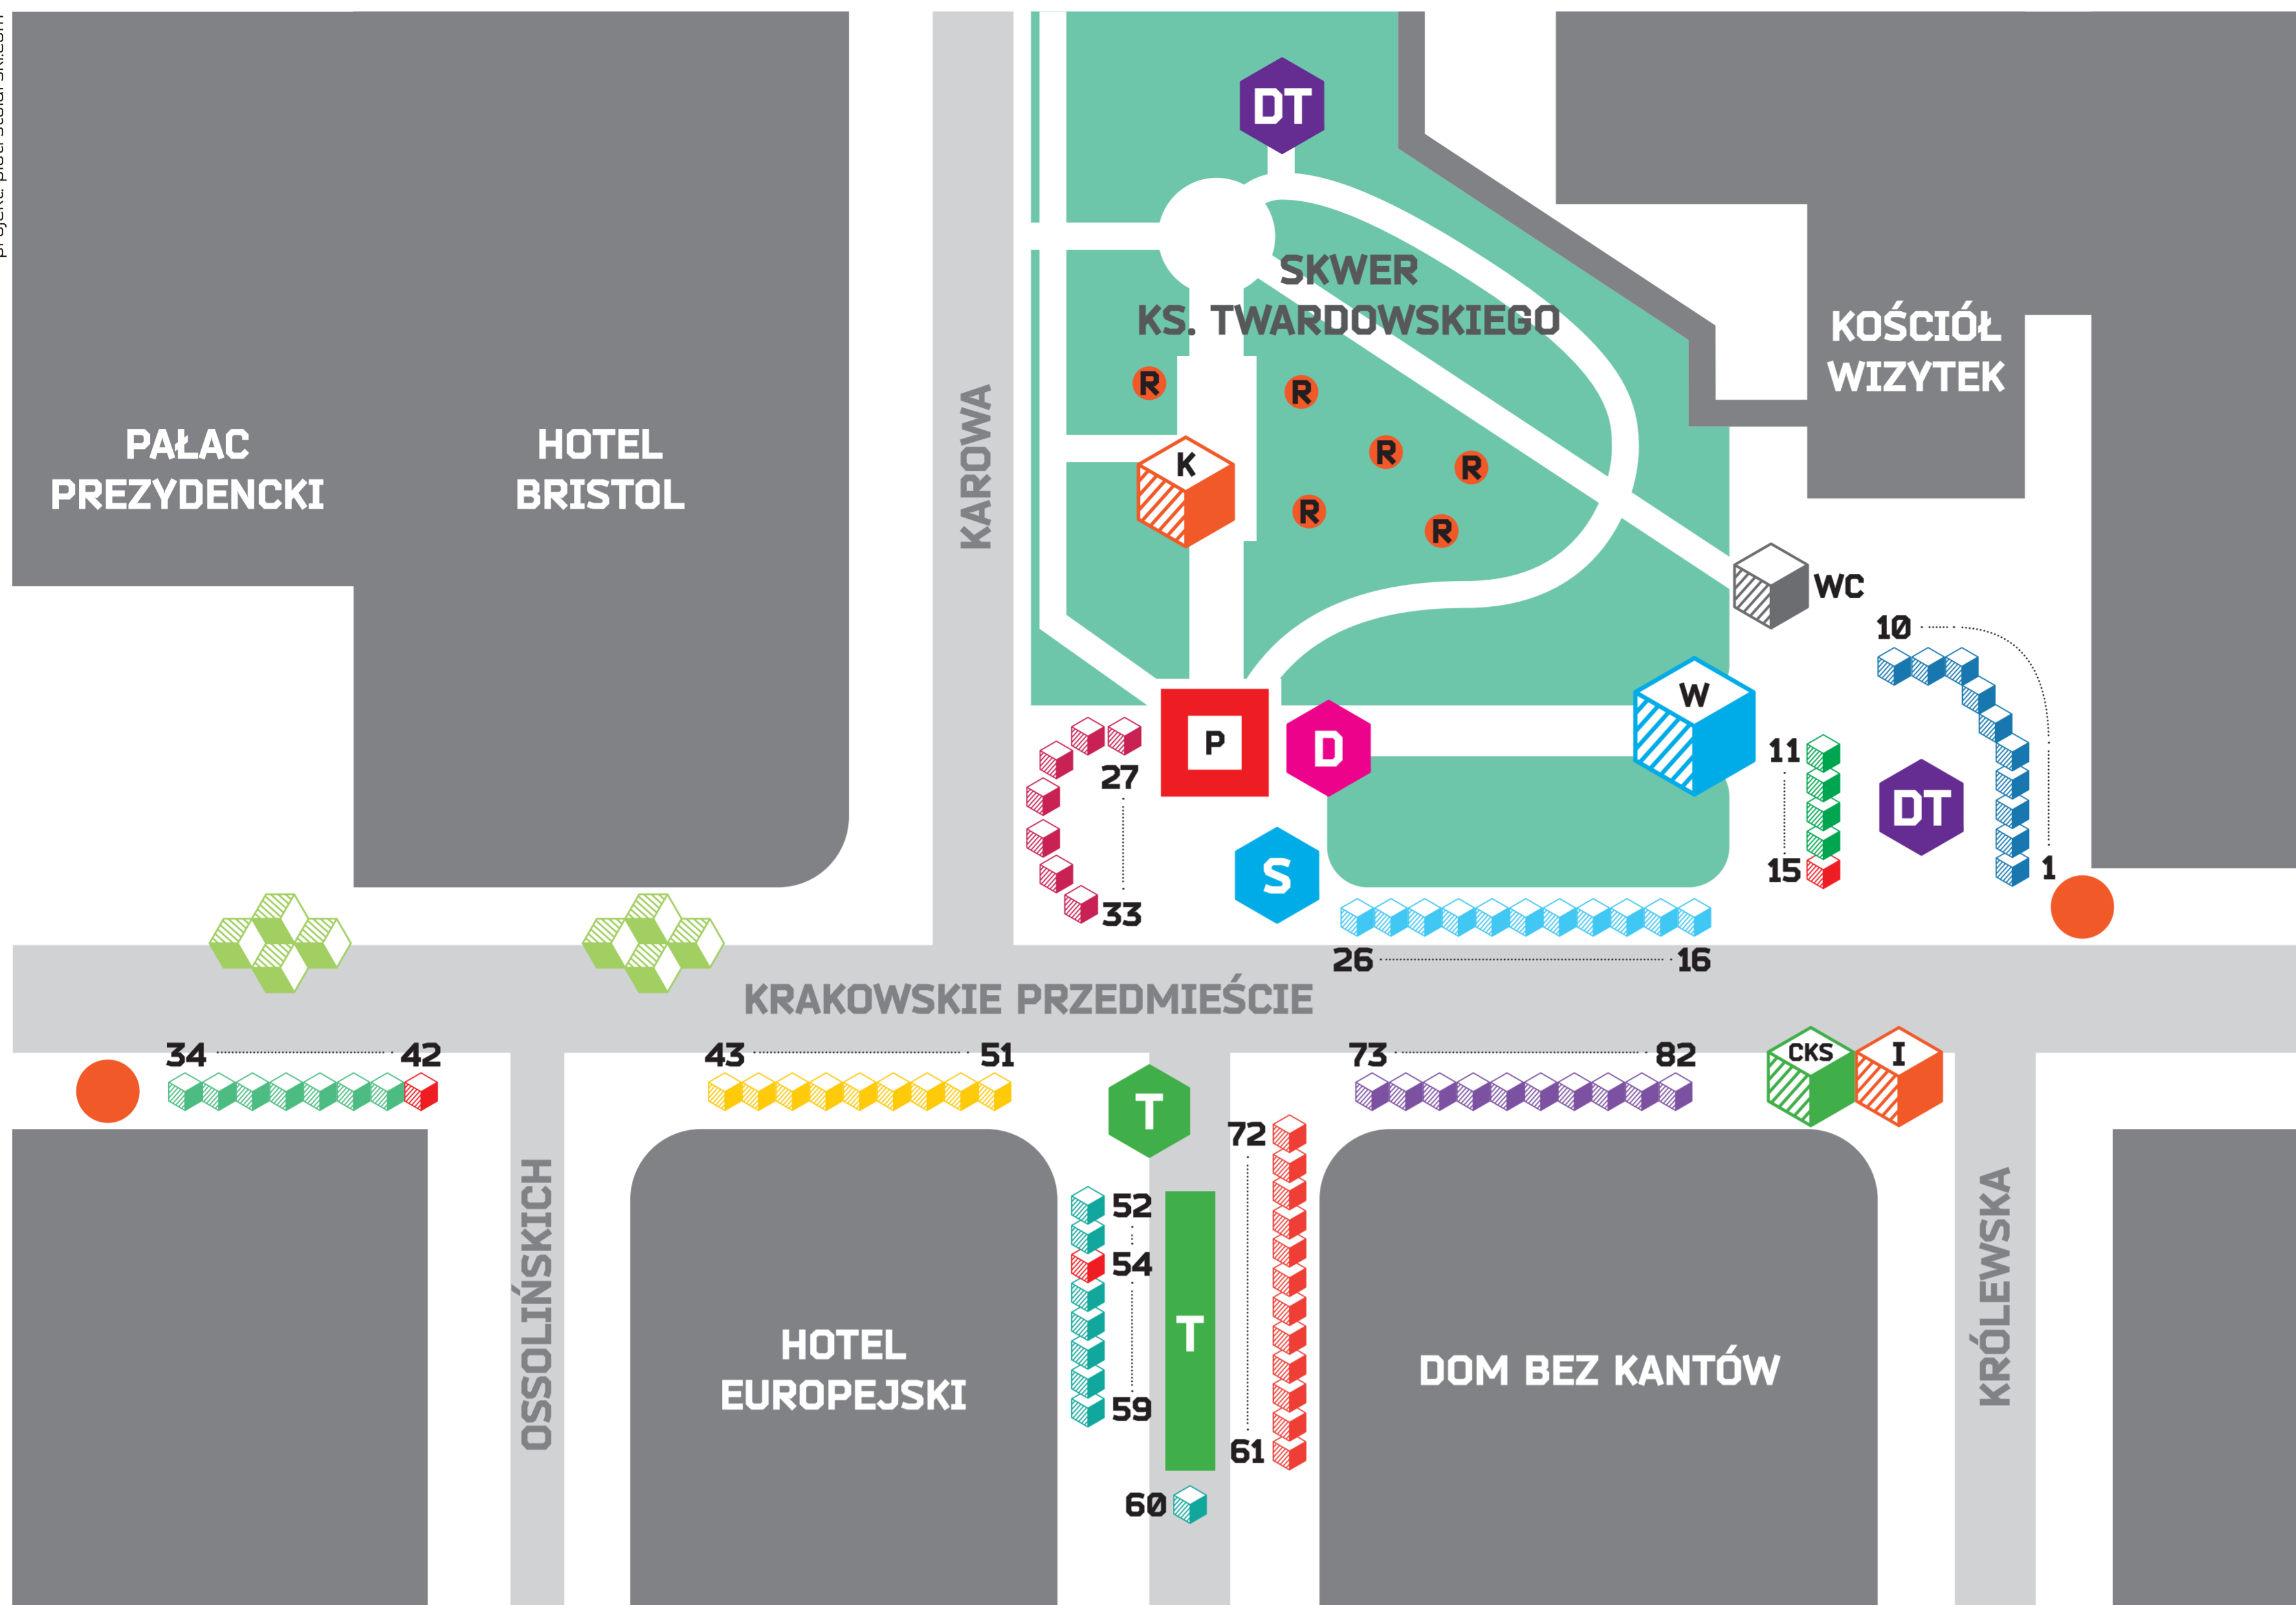 DT
SKWER
KS. TWARDOWSKIEGO
KOŚCIÓŁ
WIZYTEK
PAŁAC
PREZYDENCKI
HOTEL
BRISTOL
KAROWA
R
R
R
R
R
R
K
WC
10
W
P
D
27
33
S
11
15
DT
1
26
16
KRAKOWSKIE PRZEDMIEŚCIE
34
42
43
51
73
82
CKS
I
T
72
52
54
59
T
61
60
OSSOLIŃSKICH
HOTEL
EUROPEJSKI
DOM BEZ KANTÓW
KRÓLEWSKA